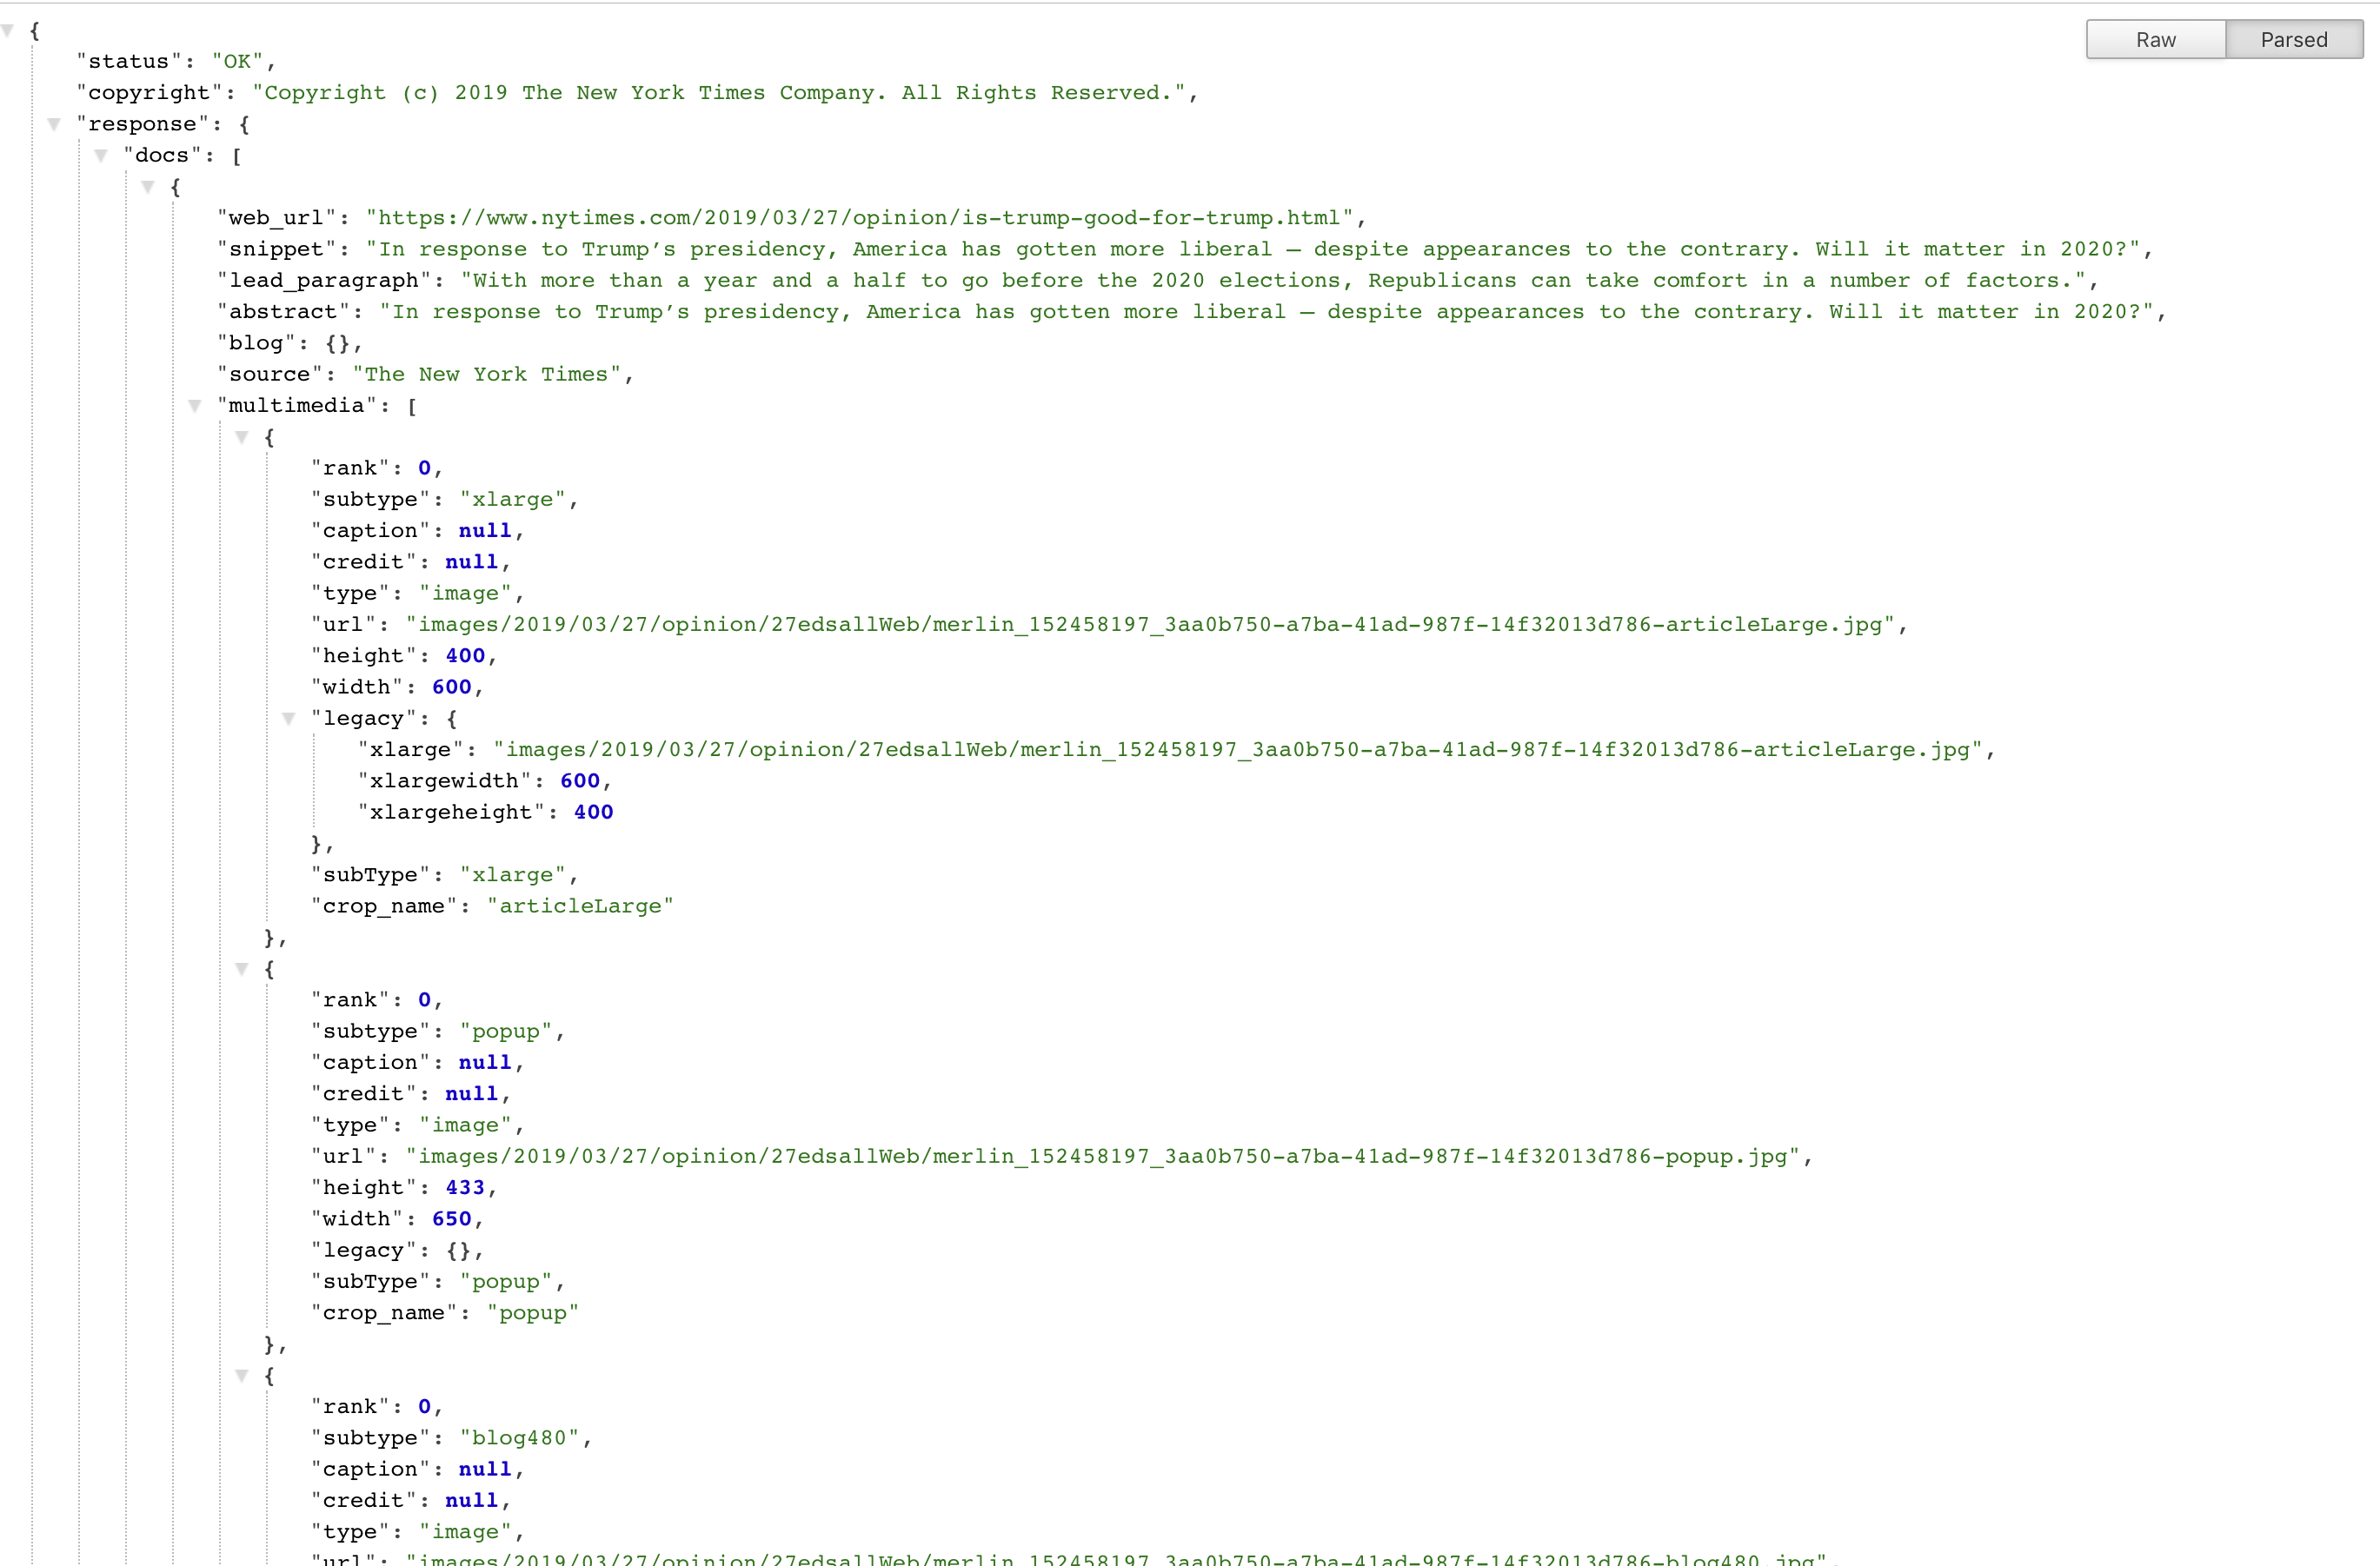 {
Raw Parsed
"status": "OK",
"copyright": "Copyright (c) 2019 The New York Times Company. All Rights Reserved.",
"response": {
"docs": [
{
"web_url": "https://www.nytimes.com/2019/03/27/opinion/is-trump-good-for-trump.html",
"snippet": "In response to Trump’s presidency, America has gotten more liberal — despite appearances to the contrary. Will it matter in 2020?",
"lead_paragraph": "With more than a year and a half to go before the 2020 elections, Republicans can take comfort in a number of factors.",
"abstract": "In response to Trump’s presidency, America has gotten more liberal — despite appearances to the contrary. Will it matter in 2020?",
"blog": {},
"source": "The New York Times",
"multimedia": [
{
"rank": 0,
"subtype": "xlarge",
"caption": null,
"credit": null,
"type": "image",
"url": "images/2019/03/27/opinion/27edsallWeb/merlin_152458197_3aa0b750-a7ba-41ad-987f-14f32013d786-articleLarge.jpg",
"height": 400,
"width": 600,
"legacy": {
"xlarge": "images/2019/03/27/opinion/27edsallWeb/merlin_152458197_3aa0b750-a7ba-41ad-987f-14f32013d786-articleLarge.jpg",
"xlargewidth": 600,
"xlargeheight": 400
},
"subType": "xlarge",
"crop_name": "articleLarge"
},
{
"rank": 0,
"subtype": "popup",
"caption": null,
"credit": null,
"type": "image",
"url": "images/2019/03/27/opinion/27edsallWeb/merlin_152458197_3aa0b750-a7ba-41ad-987f-14f32013d786-popup.jpg",
"height": 433,
"width": 650,
"legacy": {},
"subType": "popup",
"crop_name": "popup"
},
{
"rank": 0,
"subtype": "blog480",
"caption": null,
"credit": null,
"type": "image",
"url": "images/2019/03/27/opinion/27edsallWeb/merlin_152458197_3aa0b750-a7ba-41ad-987f-14f32013d786-blog480.jpg",